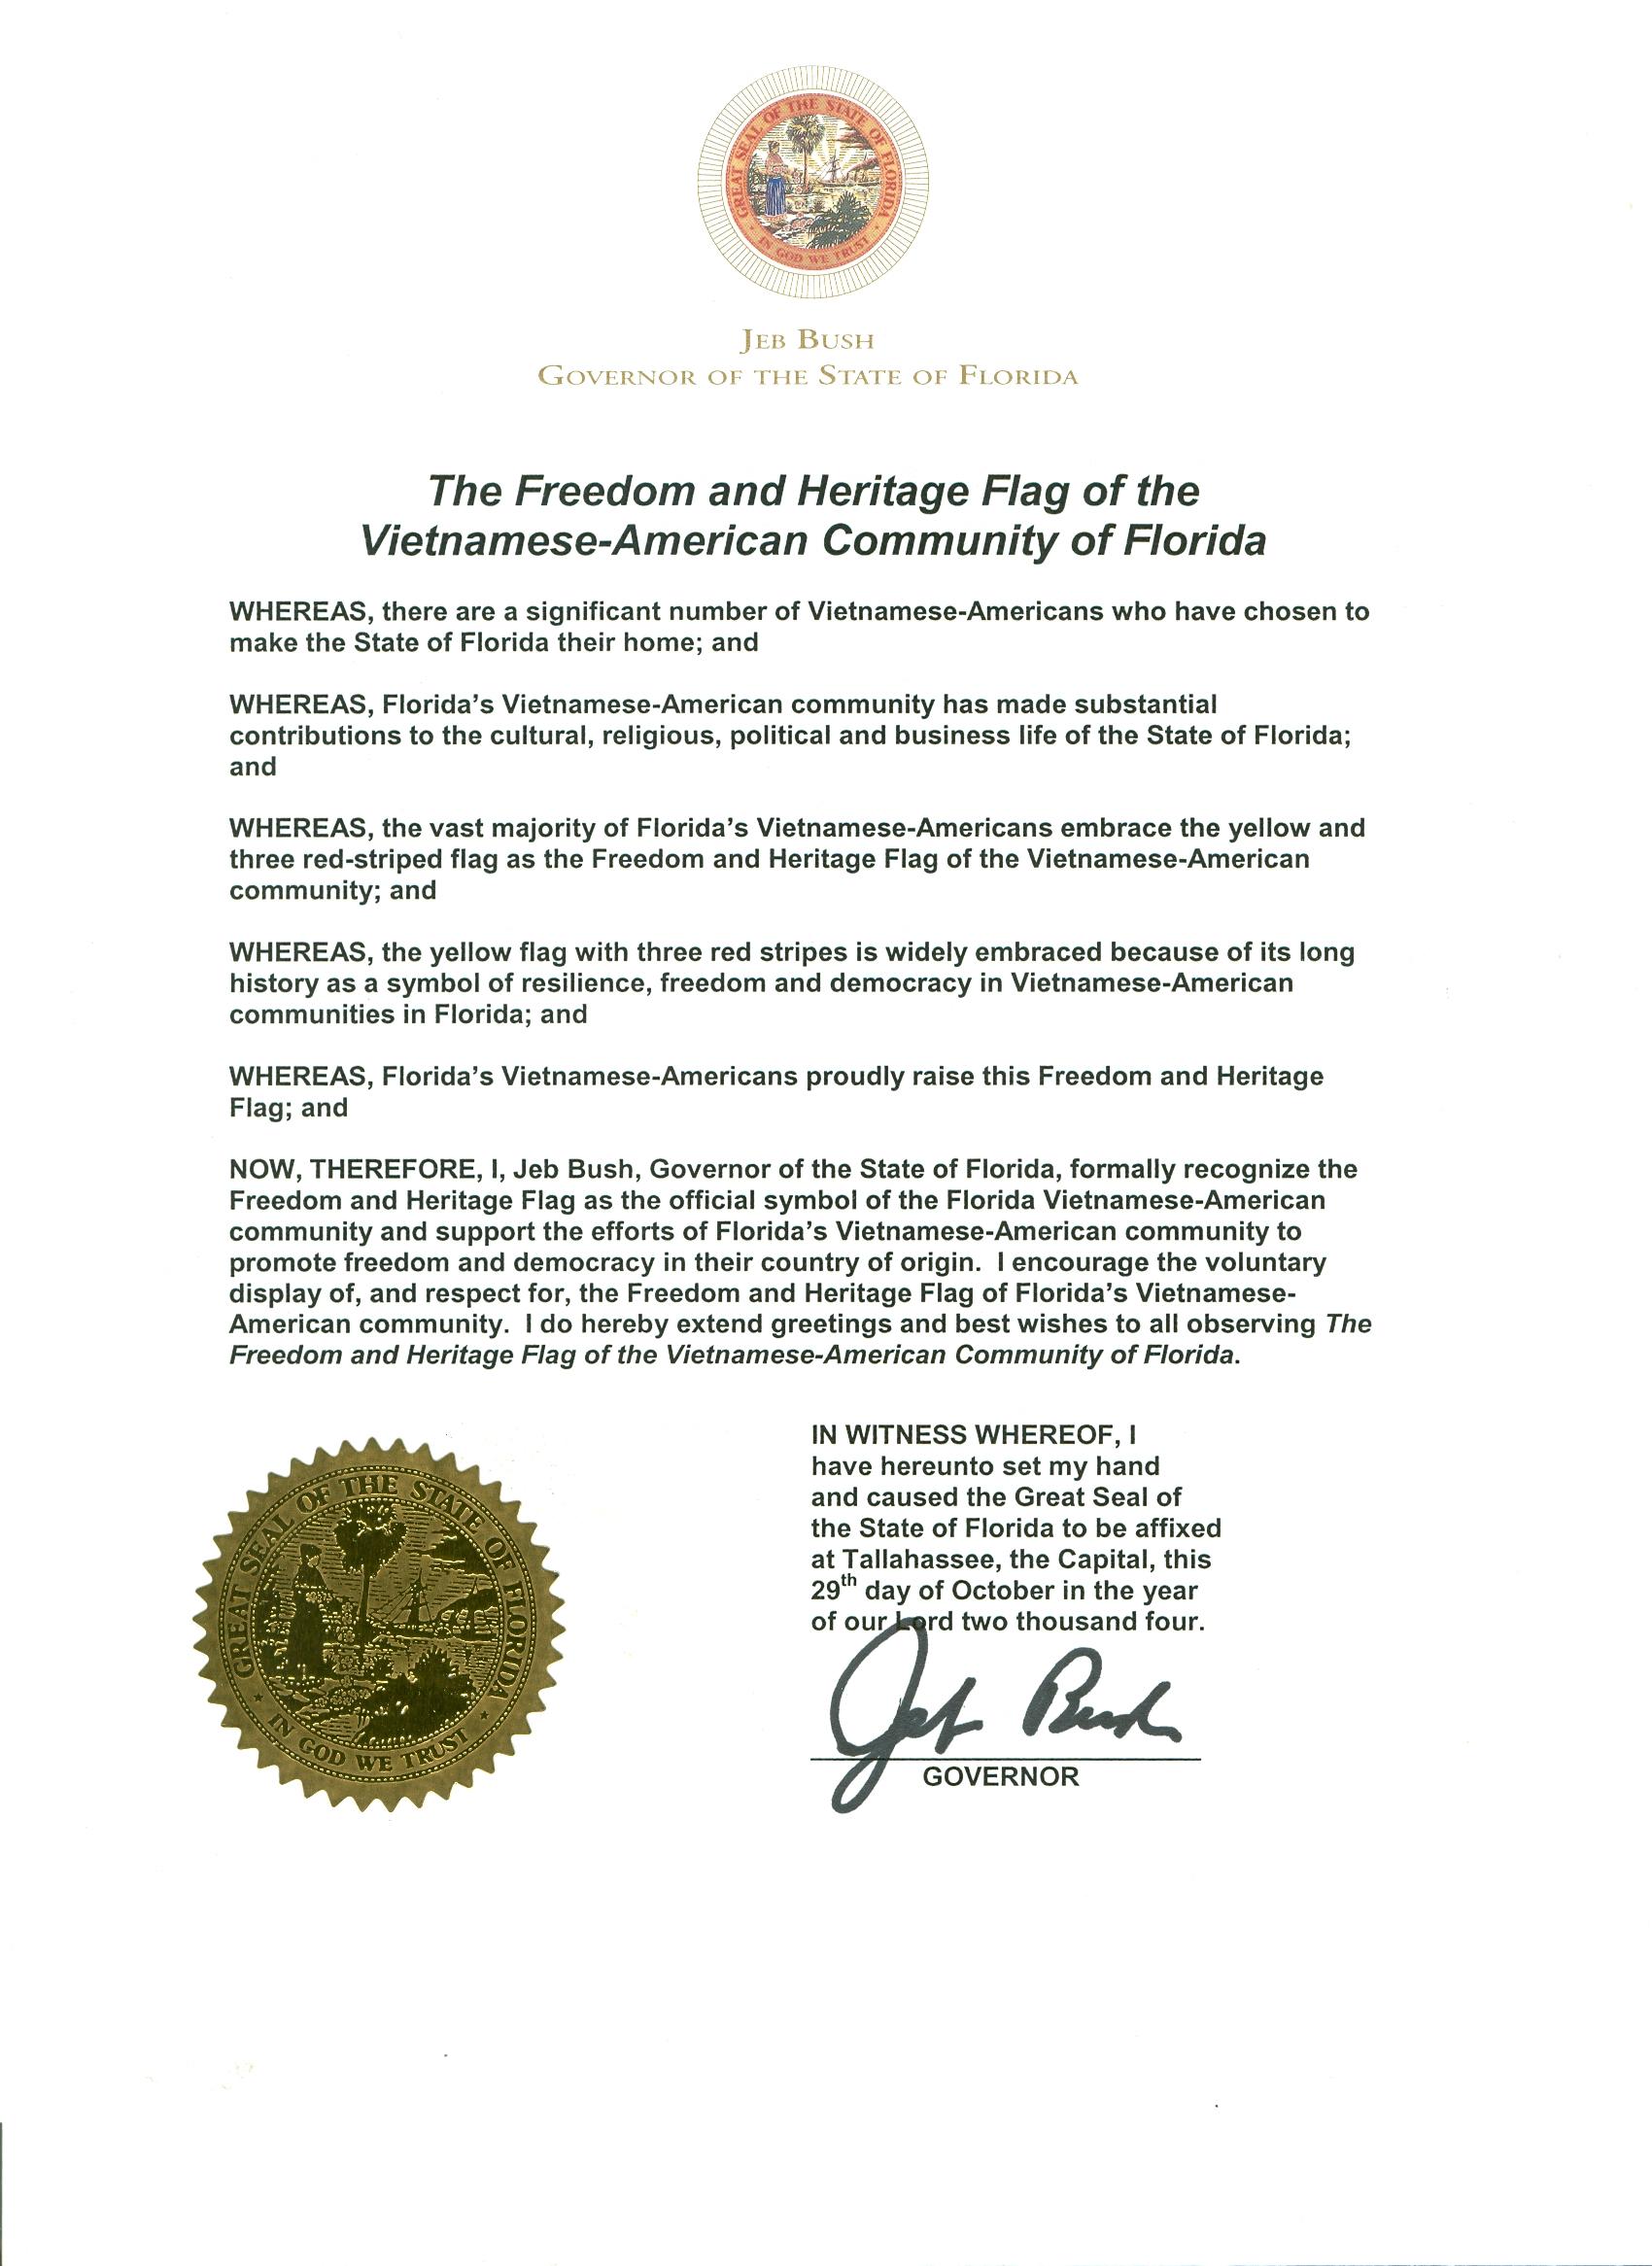 GREAT SEAL OF THE STATE OF FLORIDA
IN GOD WE TRUST
JEB BUSH
GOVERNOR OF THE STATE OF FLORIDA
The Freedom and Heritage Flag of the
Vietnamese-American Community of Florida
WHEREAS, there are a significant number of Vietnamese-Americans who have chosen to
make the State of Florida their home; and
WHEREAS, Florida's Vietnamese-American community has made substantial
contributions to the cultural, religious, political and business life of the State of Florida;
and
WHEREAS, the vast majority of Florida's Vietnamese-Americans embrace the yellow and
three red-striped flag as the Freedom and Heritage Flag of the Vietnamese-American
community; and
WHEREAS, the yellow flag with three red stripes is widely embraced because of its long
history as a symbol of resilience, freedom and democracy in Vietnamese-American
communities in Florida; and
WHEREAS, Florida's Vietnamese-Americans proudly raise this Freedom and Heritage
Flag; and
NOW, THEREFORE, I, Jeb Bush, Governor of the State of Florida, formally recognize the
Freedom and Heritage Flag as the official symbol of the Florida Vietnamese-American
community and support the efforts of Florida's Vietnamese-American community to
promote freedom and democracy in their country of origin.  I encourage the voluntary
display of, and respect for, the Freedom and Heritage Flag of Florida's Vietnamese-
American community.  I do hereby extend greetings and best wishes to all observing The
Freedom and Heritage Flag of the Vietnamese-American Community of Florida.
IN WITNESS WHEREOF, I
have hereunto set my hand
and caused the Great Seal of
the State of Florida to be affixed
at Tallahassee, the Capital, this
29th day of October in the year
of our Lord two thousand four.
Jeb Bush
GOVERNOR
GREAT SEAL OF THE STATE OF FLORIDA
IN GOD WE TRUST